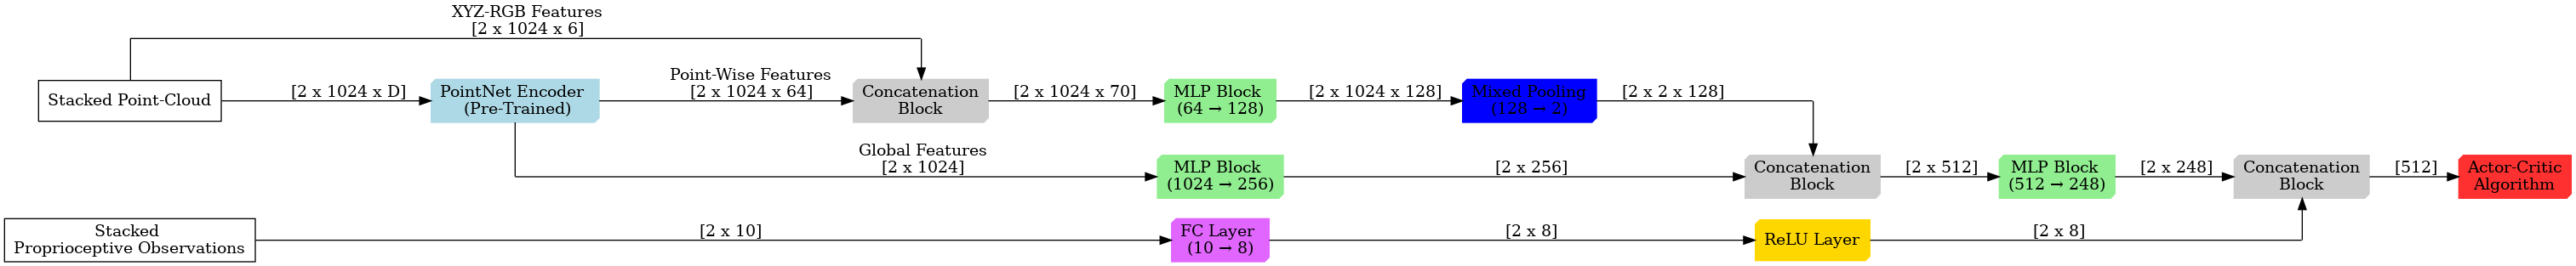 XYZ-RGB Features
[2 x 1024 x 6]
Stacked Point-Cloud
[2 x 1024 x D]
PointNet Encoder
(Pre-Trained)
Point-Wise Features
[2 x 1024 x 64]
Concatenation
Block
[2 x 1024 x 70]
MLP Block
(64 → 128)
[2 x 1024 x 128]
Mixed Pooling
(128 → 2)
[2 x 2 x 128]
Global Features
[2 x 1024]
MLP Block
(1024 → 256)
[2 x 256]
Concatenation
Block
[2 x 512]
MLP Block
(512 → 248)
[2 x 248]
Concatenation
Block
[512]
Actor-Critic
Algorithm
Stacked
Proprioceptive Observations
[2 x 10]
FC Layer
(10 → 8)
[2 x 8]
ReLU Layer
[2 x 8]